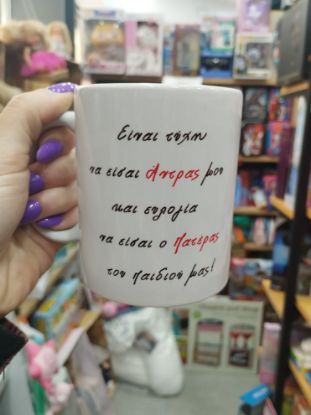 Είναι τύχη
να είσαι Άντρας μου
και ευλογία
να είσαι ο Πατέρας
του παιδιού μας!